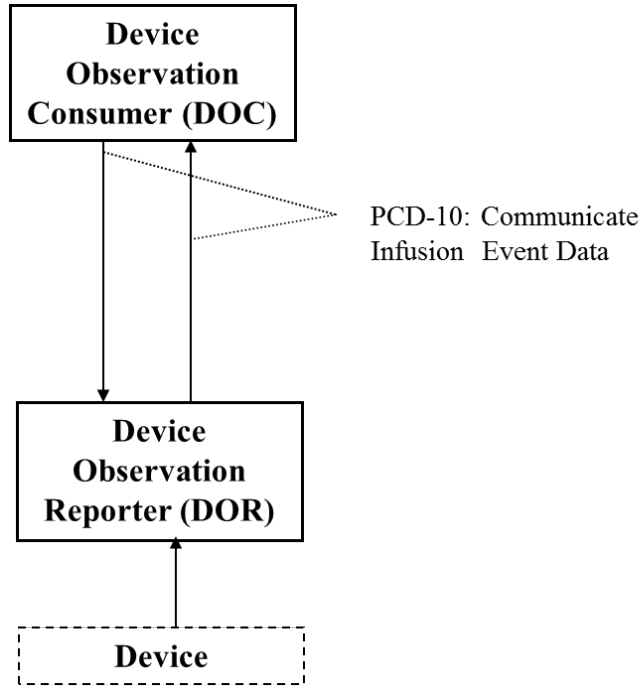 Device
Observation
Consumer (DOC)
PCD-10: Communicate
Infusion Event Data
Device
Observation
Reporter (DOR)
Device